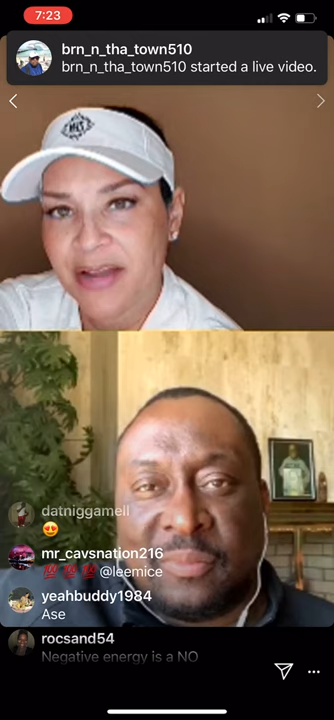 7:23
brn_n_tha_town510
brn_n_tha_town510 started a live video.
datniggamell
😍
mr_cavsnation216
💯💯💯@leemice
yeahbuddy1984
Ase
rocsand54
Negative energy is a NO